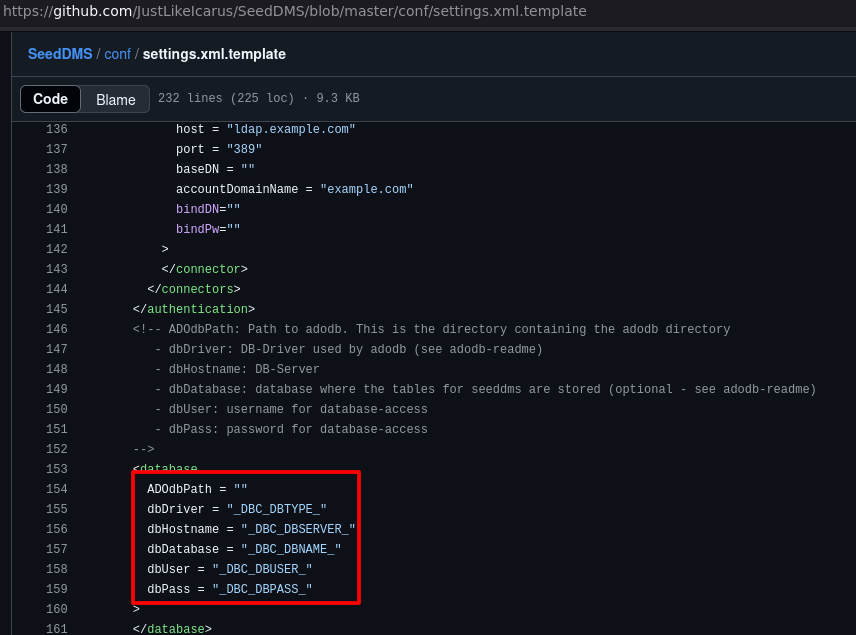 https://github.com/JustLikeIcarus/SeedDMS/blob/master/conf/settings.xml.template
SeedDMS / conf / settings.xml.template
Code Blame 232 lines (225 loc) · 9.3 KB
136 host = "ldap.example.com"
137 port = "389"
138 baseDN = ""
139 accountDomainName = "example.com"
140 bindDN=""
141 bindPw=""
142 >
143 </connector>
144 </connectors>
145 </authentication>
146 <!-- ADOdbPath: Path to adodb. This is the directory containing the adodb directory
147 - dbDriver: DB-Driver used by adodb (see adodb-readme)
148 - dbHostname: DB-Server
149 - dbDatabase: database where the tables for seeddms are stored (optional - see adodb-readme)
150 - dbUser: username for database-access
151 - dbPass: password for database-access
152 -->
153 <database
154 ADOdbPath = ""
155 dbDriver = "_DBC_DBTYPE_"
156 dbHostname = "_DBC_DBSERVER_"
157 dbDatabase = "_DBC_DBNAME_"
158 dbUser = "_DBC_DBUSER_"
159 dbPass = "_DBC_DBPASS_"
160 >
161 </database>